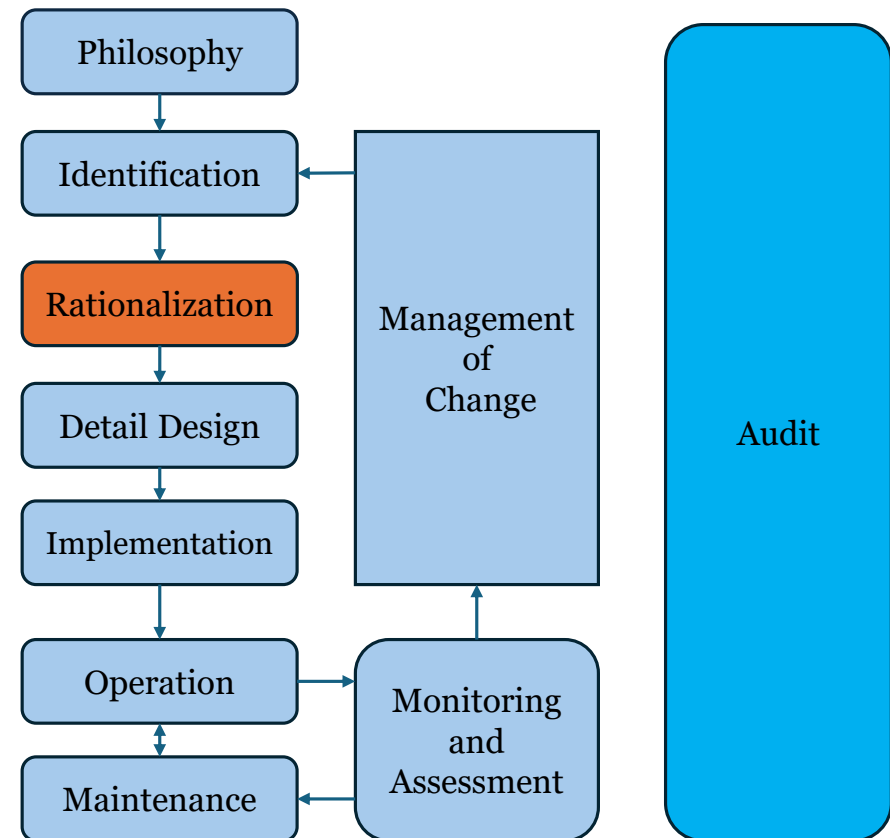 Philosophy
Identification
Rationalization
Detail Design
Implementation
Operation
Maintenance
Management
of
Change
Monitoring
and
Assessment
Audit